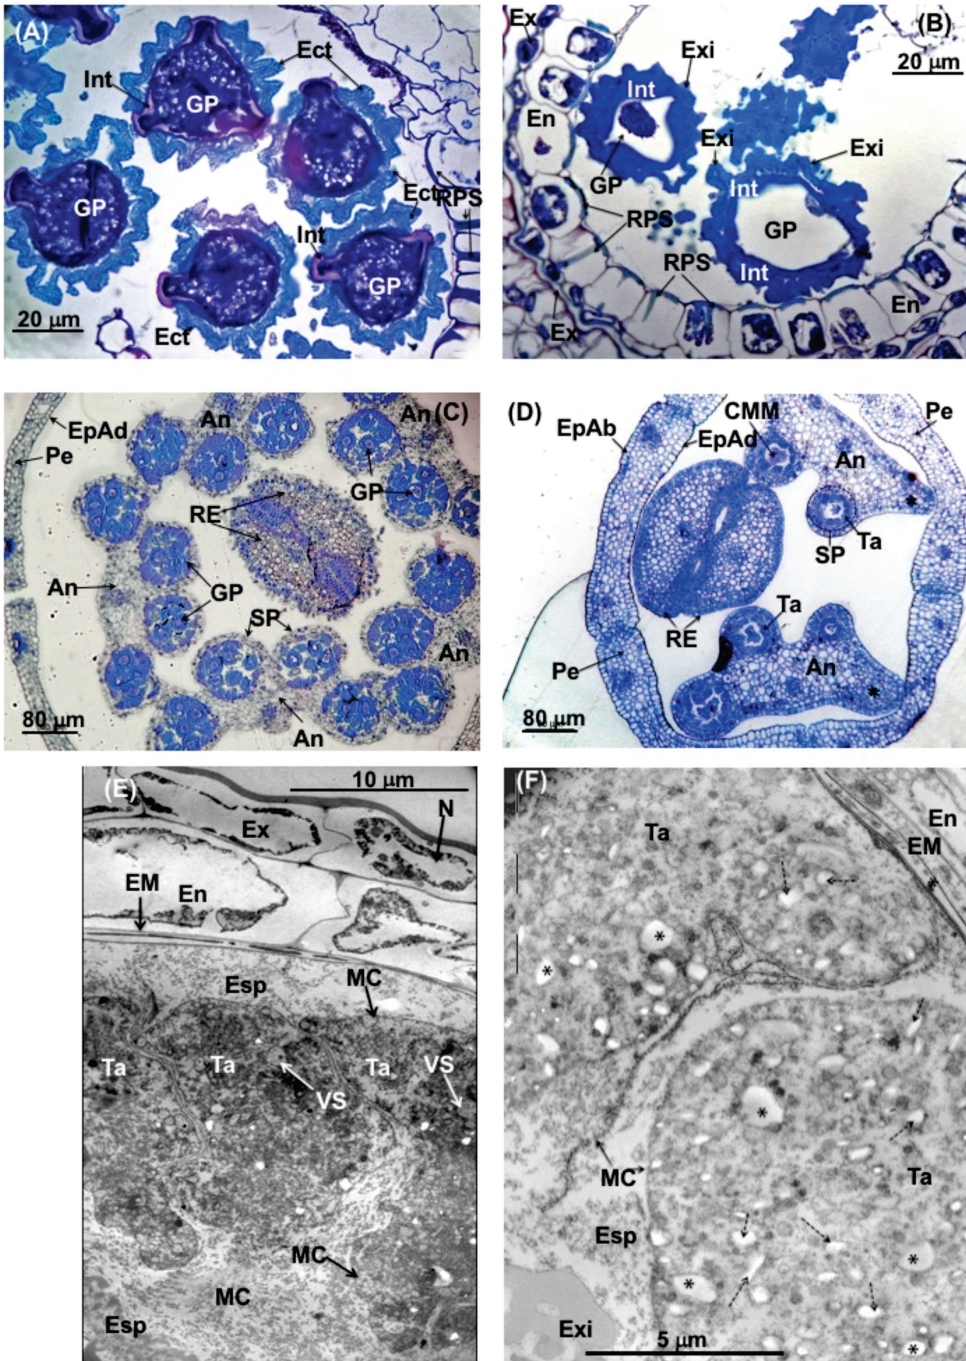 (A)
Ect
Int
GP
Ect
RPS
GP
Int
GP
20 µm
Ect
Ex
(B)
Exi
20 µm
Int
En
Exi
Exi
GP
Int
RPS
GP
RPS
Int
En
Ex
An
An
(C)
EpAd
Pe
GP
RE
An
GP
SP
An
80 µm
An
(D)
CMM
Pe
EpAb
EpAd
An
*
Ta
SP
Ta
RE
Pe
An
*
80 µm
(E)
10 µm
N
Ex
EM
En
Esp
MC
Ta
Ta
Ta
VS
VS
MC
MC
Esp
(F)
En
Ta
EM
*
*
*
*
MC
Ta
Esp
*
*
Exi
5 µm
*